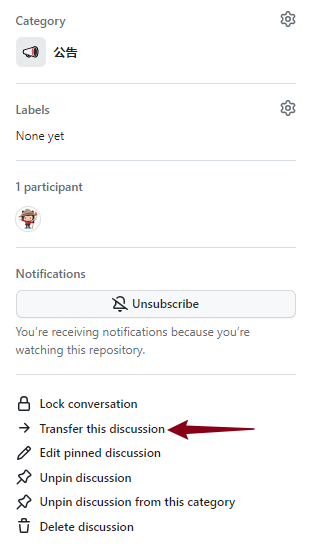 Category
公告
Labels
None yet
1 participant
Notifications
Unsubscribe
You're receiving notifications because you're
watching this repository.
Lock conversation
Transfer this discussion
Edit pinned discussion
Unpin discussion
Unpin discussion from this category
Delete discussion